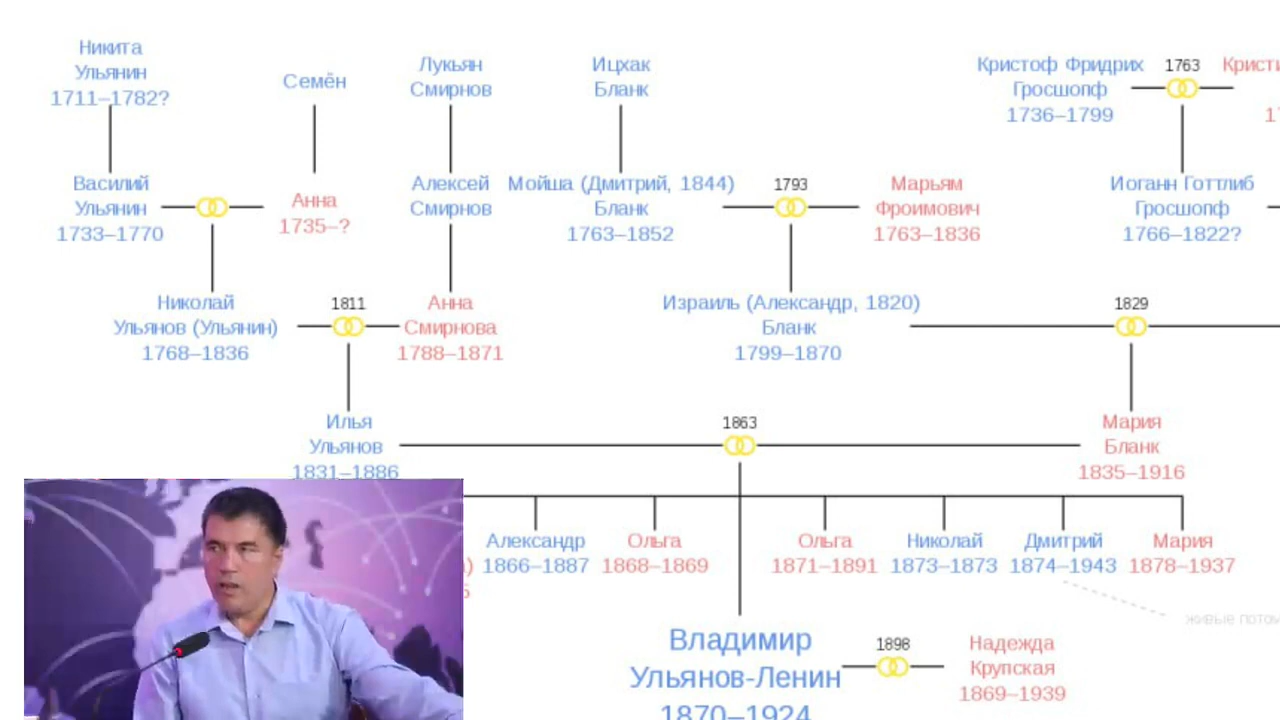 Никита
Ульянин
1711–1782?
Семён
Лукьян
Смирнов
Ицхак
Бланк
Кристоф Фридрих
Гросшопф
1736–1799
1763
Василий
Ульянин
1733–1770
Анна
1735–?
Алексей
Смирнов
Мойша (Дмитрий, 1844)
Бланк
1763–1852
1793
Марьям
Фроимович
1763–1836
Иоганн Готтлиб
Гросшопф
1766–1822?
Николай
Ульянов (Ульянин)
1768–1836
1811
Анна
Смирнова
1788–1871
Израиль (Александр, 1820)
Бланк
1799–1870
1829
Илья
Ульянов
1831–1886
1863
Мария
Бланк
1835–1916
Александр
1866–1887
Ольга
1868–1869
Ольга
1871–1891
Николай
1873–1873
Дмитрий
1874–1943
Мария
1878–1937
живые
Владимир
Ульянов-Ленин
1870–1924
1898
Надежда
Крупская
1869–1939